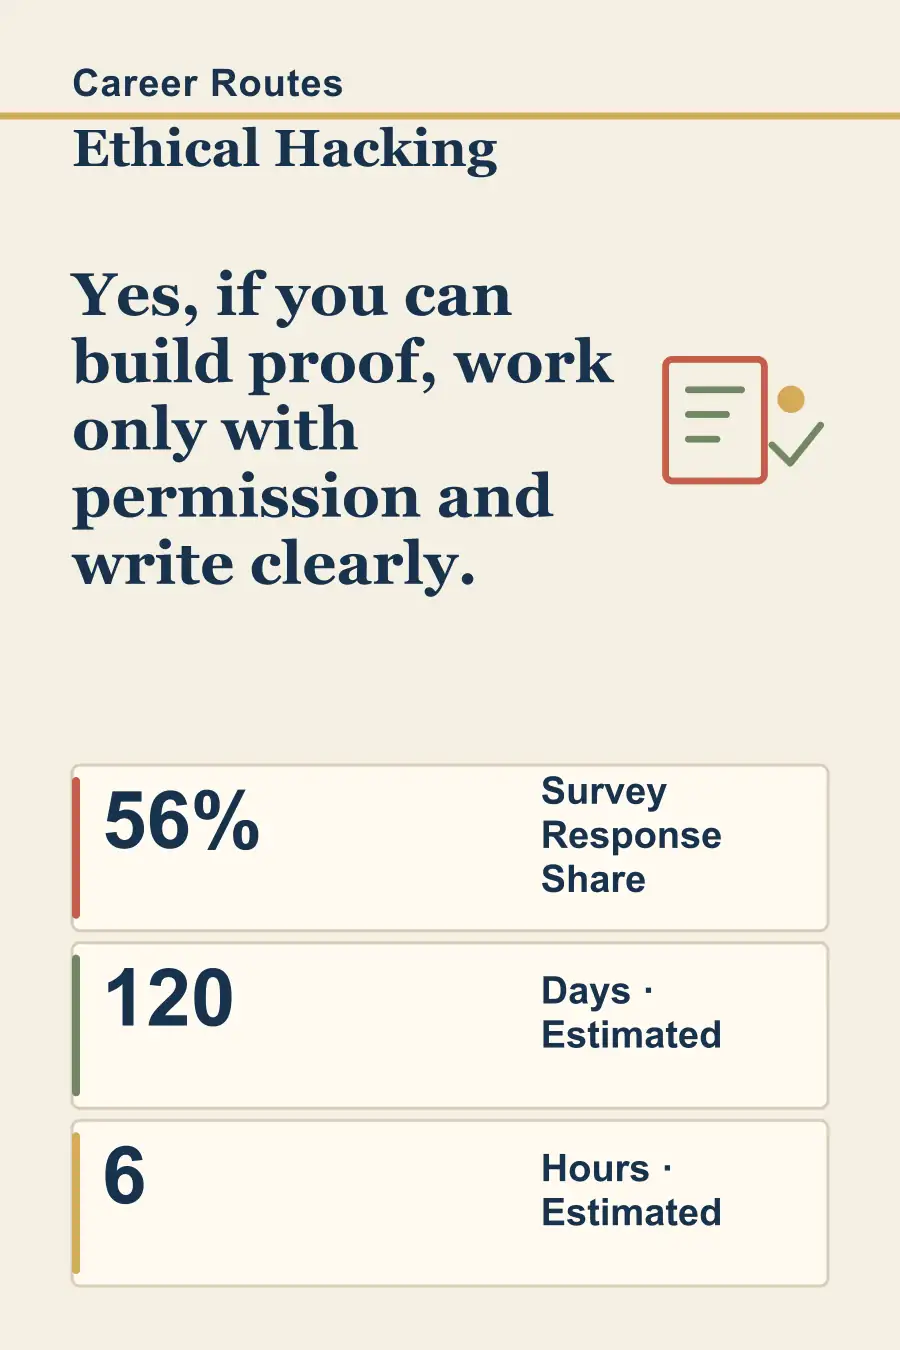 Career Routes
Ethical Hacking
Yes, if you can
build proof, work
only with
permission and
write clearly.
56%
Survey
Response
Share
120
Days ·
Estimated
6
Hours ·
Estimated